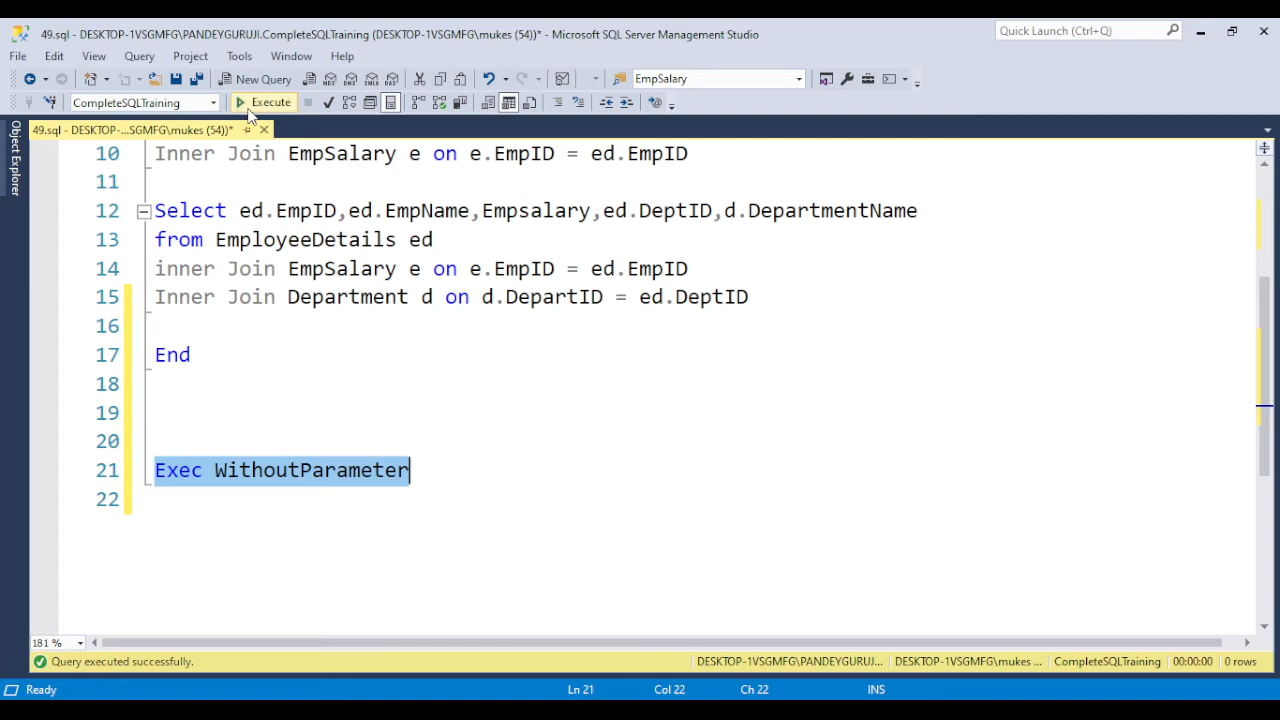 49.sql - DESKTOP-1VSGMFG\PANDEYGURUJI.CompleteSQLTraining (DESKTOP-1VSGMFG\mukes (54))* - Microsoft SQL Server Management Studio
Quick Launch (Ctrl+Q)
File Edit View Query Project Tools Window Help
New Query
EmpSalary
CompleteSQLTraining
Execute
49.sql - DESKTOP-...SGMFG\mukes (54))*
Object Explorer
10 Inner Join EmpSalary e on e.EmpID = ed.EmpID
11
12 Select ed.EmpID,ed.EmpName,Empsalary,ed.DeptID,d.DepartmentName
13 from EmployeeDetails ed
14 inner Join EmpSalary e on e.EmpID = ed.EmpID
15 Inner Join Department d on d.DepartID = ed.DeptID
16
17 End
18
19
20
21 Exec WithoutParameter
22
181 %
Query executed successfully.
DESKTOP-1VSGMFG\PANDEYGURUJI... DESKTOP-1VSGMFG\mukes ... CompleteSQLTraining 00:00:00 0 rows
Ready Ln 21 Col 22 Ch 22 INS